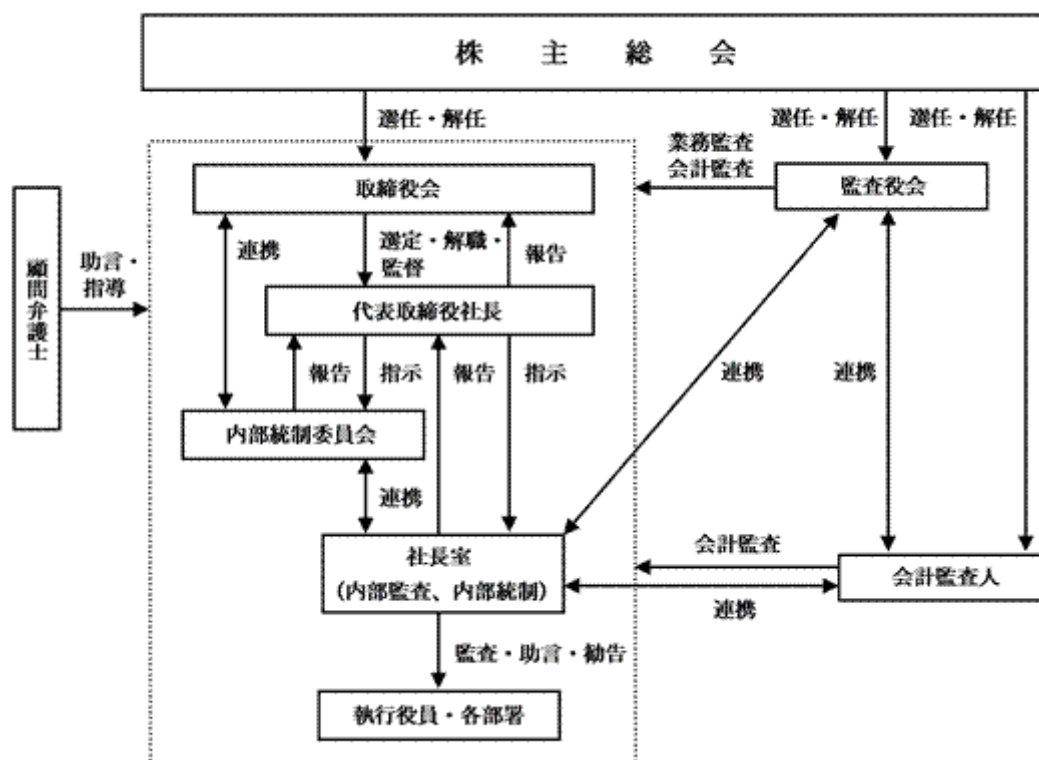 株主総会
選任・解任
選任・解任
選任・解任
業務監査
会計監査
取締役会
監査役会
顧問弁護士
助言・
指導
連携
選定・解職・
監督
報告
代表取締役社長
報告
指示
報告
指示
連携
連携
内部統制委員会
連携
社長室
(内部監査、内部統制)
会計監査
会計監査人
連携
監査・助言・勧告
執行役員・各部署